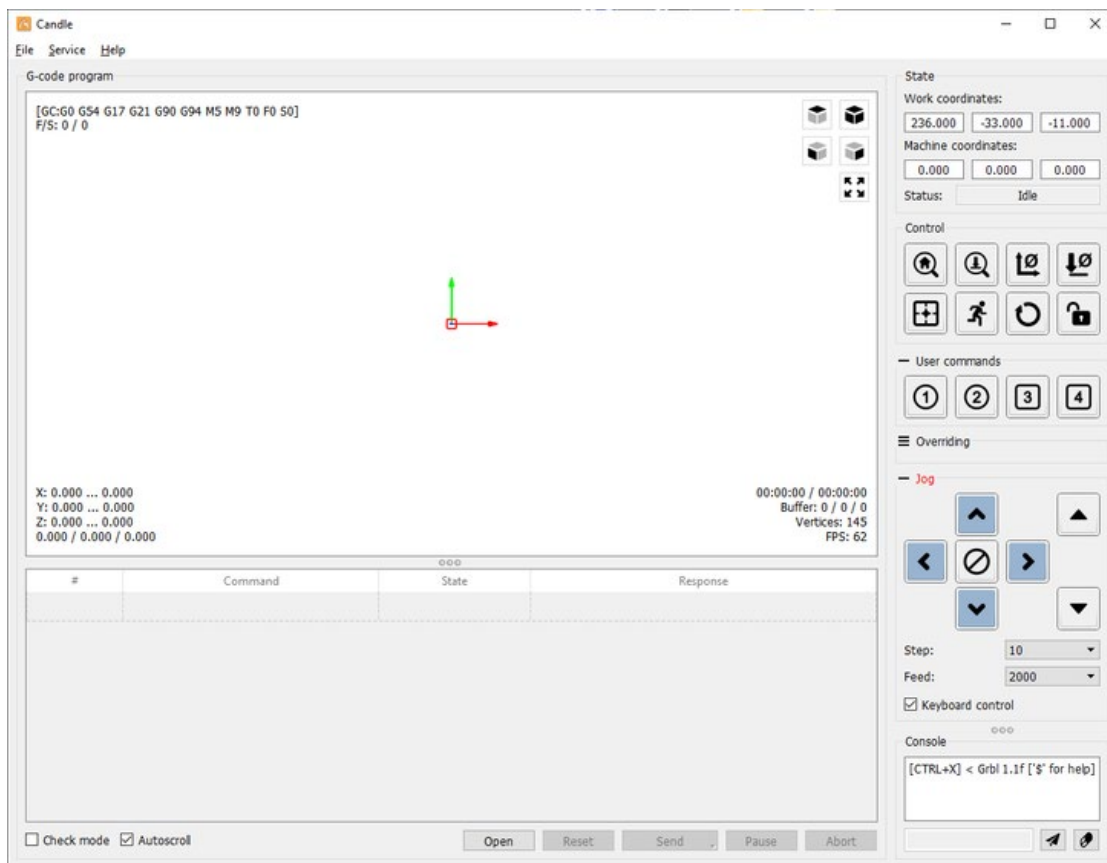 Candle
File Service Help
G-code program
[GC:G0 G54 G17 G21 G90 G94 M5 M9 T0 F0 S0]
F/S: 0 / 0
X: 0.000 ... 0.000
Y: 0.000 ... 0.000
Z: 0.000 ... 0.000
0.000 / 0.000 / 0.000
00:00:00 / 00:00:00
Buffer: 0 / 0 / 0
Vertices: 145
FPS: 62
# Command State Response
Check mode Autoscroll Open Reset Send Pause Abort
State
Work coordinates:
236.000 -33.000 -11.000
Machine coordinates:
0.000 0.000 0.000
Status: Idle
Control
User commands
1 2 3 4
Overriding
Jog
Step: 10
Feed: 2000
Keyboard control
Console
[CTRL+X] < Grbl 1.1f ['$' for help]